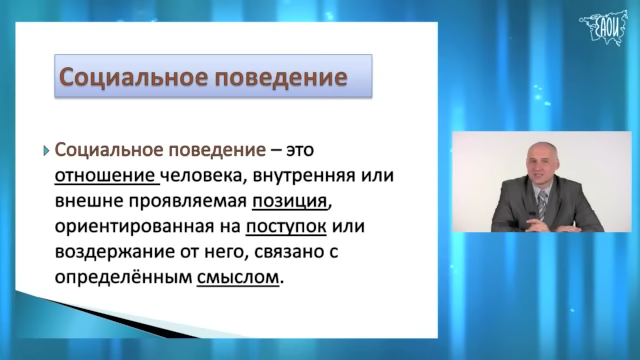 САОИ
Социальное поведение
Социальное поведение – это
отношение человека, внутренняя или
внешне проявляемая позиция,
ориентированная на поступок или
воздержание от него, связано с
определённым смыслом.